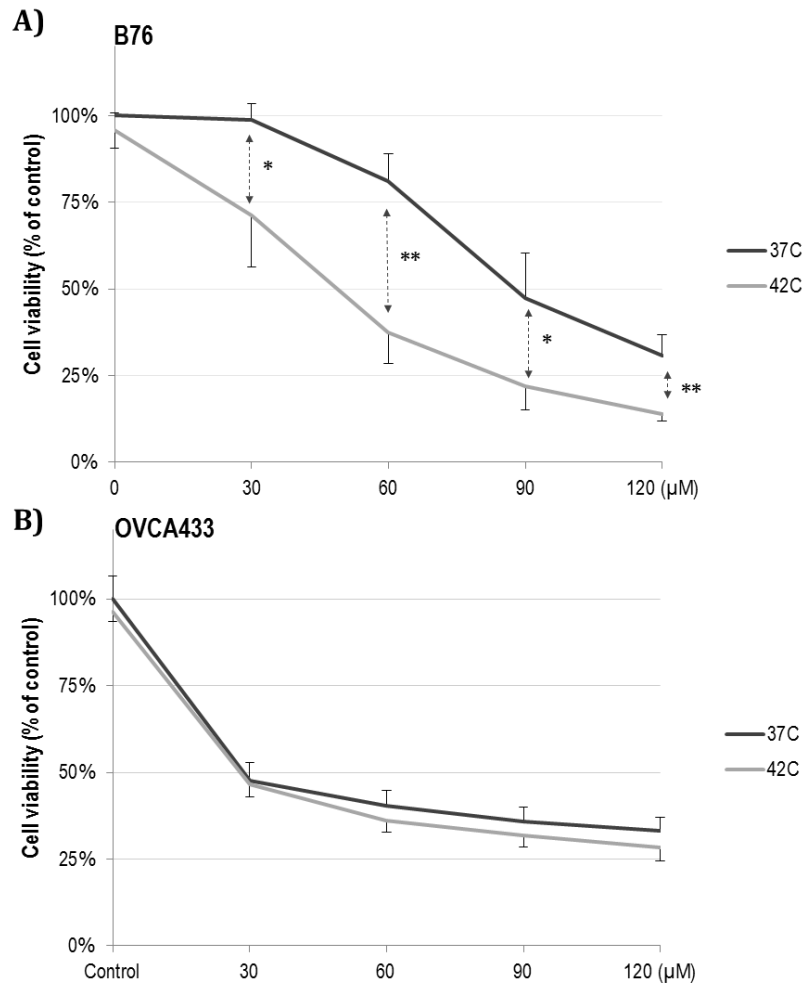 A)
B76
Cell viability (% of control)
100%
75%
50%
25%
0%
0
30
60
90
120 (µM)
*
**
*
**
37C
42C
B)
OVCA433
Cell viability (% of control)
100%
75%
50%
25%
0%
Control
30
60
90
120 (µM)
37C
42C